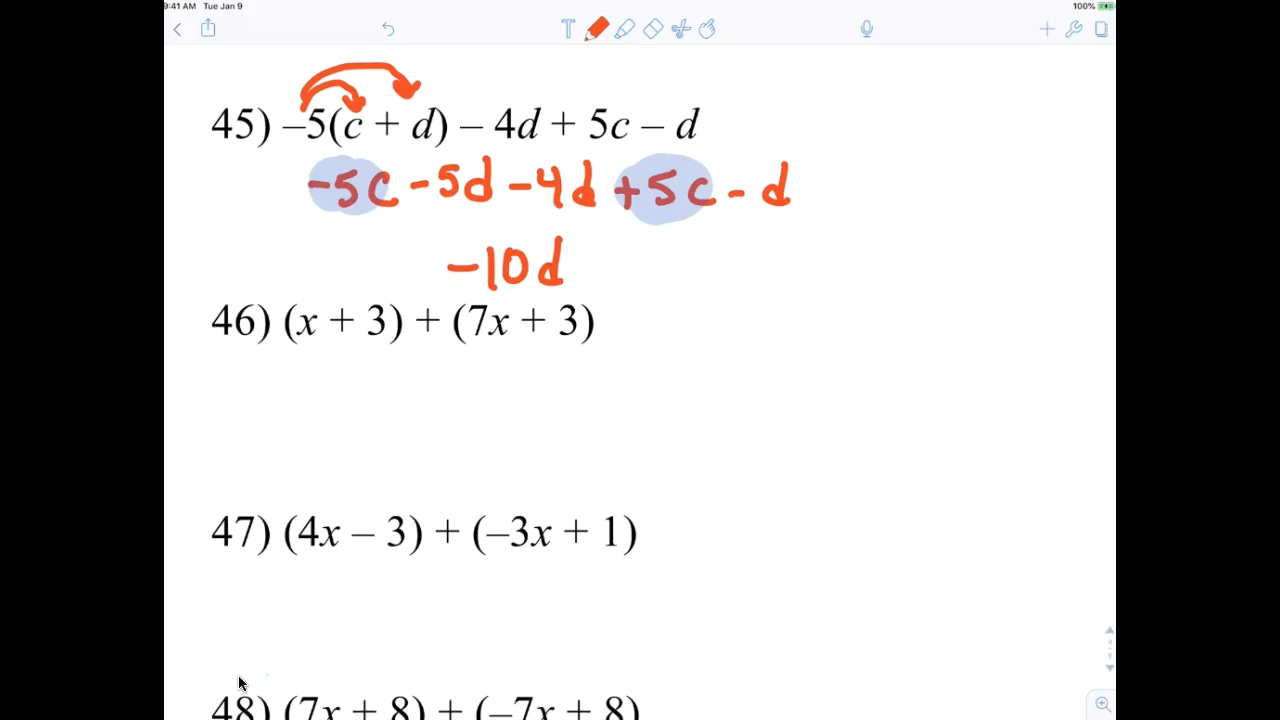 9:41 AM Tue Jan 9 100%
45) –5(c + d) – 4d + 5c – d
-5c -5d -4d +5c - d
-10d
46) (x + 3) + (7x + 3)
47) (4x – 3) + (–3x + 1)
48) (7x + 8) + (–7x + 8)